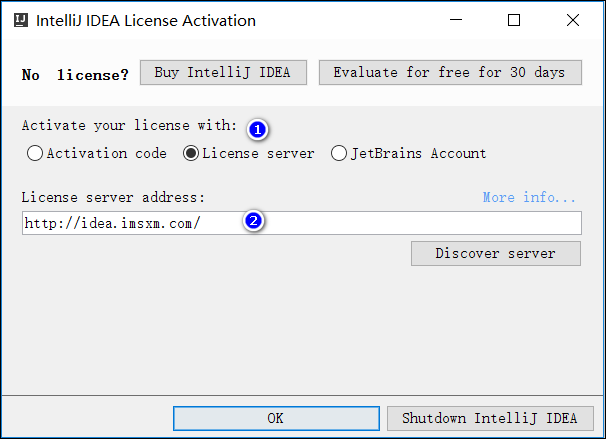 IntelliJ IDEA License Activation
No license? Buy IntelliJ IDEA Evaluate for free for 30 days
Activate your license with: 1
Activation code License server JetBrains Account
License server address: More info...
http://idea.imsxm.com/ 2
Discover server
OK Shutdown IntelliJ IDEA